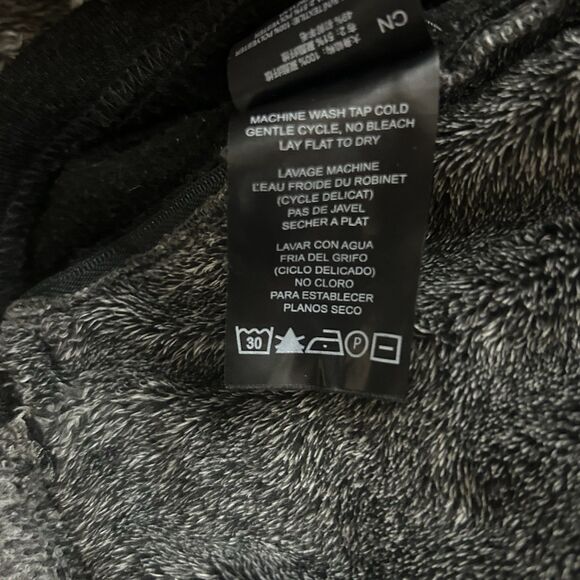 CN
MACHINE WASH TAP COLD
GENTLE CYCLE, NO BLEACH
LAY FLAT TO DRY
LAVAGE MACHINE
L'EAU FROIDE DU ROBINET
(CYCLE DELICAT)
PAS DE JAVEL
SECHER A PLAT
LAVAR CON AGUA
FRIA DEL GRIFO
(CICLO DELICADO)
NO CLORO
PARA ESTABLECER
PLANOS SECO
30 P